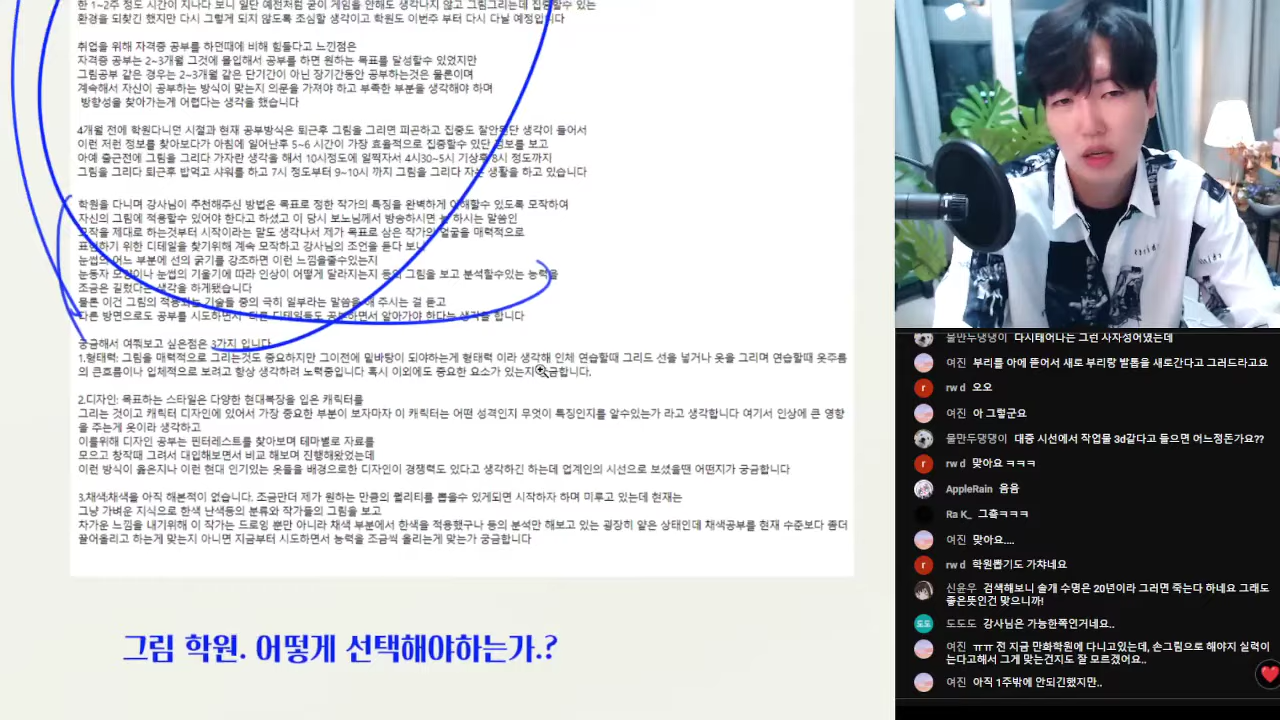 한 1~2주 정도 시간이 지나다 보니 일단 예전처럼 굳이 게임을 안해도 생각나지 않고 그림그리는데 집중할수 있는
환경을 되찾긴 했지만 다시 그렇게 되지 않도록 조심할 생각이고 학원도 이번주 부터 다시 다닐 예정입니다
취업을 위해 자격증 공부를 하던때에 비해 힘들다고 느낀점은
자격증 공부는 2~3개월 그것에 몰입해서 공부를 하면 원하는 목표를 달성할수 있었지만
그림공부 같은 경우는 2~3개월 같은 단기간이 아닌 장기간동안 공부하는것은 물론이며
계속해서 자신이 공부하는 방식이 맞는지 의문을 가져야 하고 부족한 부분을 생각해야 하며
방향성을 찾아가는게 어렵다는 생각을 했습니다
4개월 전에 학원다니던 시절과 현재 공부방식은 퇴근후 그림을 그리면 피곤하고 집중도 잘안된단 생각이 들어서
이런 저런 정보를 찾아보다가 아침에 일어난후 5~6 시간이 가장 효율적으로 집중할수 있단 정보를 보고
아예 출근전에 그림을 그리다 가자란 생각을 해서 10시정도에 일찍자서 4시30~5시 기상후 8시 정도까지
그림을 그리다 퇴근후 밥먹고 샤워를 하고 7시 정도부터 9~10시 까지 그림을 그리다 자는 생활을 하고 있습니다
학원을 다니며 강사님이 추천해주신 방법은 목표로 정한 작가의 특징을 완벽하게 이해할수 있도록 모작하여
자신의 그림에 적용할수 있어야 한다고 하셨고 이 당시 보노님께서 방송하시면 늘 하시는 말씀인
모작을 제대로 하는것부터 시작이라는 말도 생각나서 제가 목표로 삼은 작가의 얼굴을 매력적으로
표현하기 위한 디테일을 찾기위해 계속 모작하고 강사님의 조언을 듣다 보니
눈썹의 어느 부분에 선의 굵기를 강조하면 이런 느낌을줄수있는지
눈동자 모양이나 눈썹의 기울기에 따라 인상이 어떻게 달라지는지 등의 그림을 보고 분석할수있는 능력을
조금은 길렀다는 생각을 하게됐습니다
물론 이건 그림의 적용되는 기술들 중의 극히 일부라는 말씀을 해 주시는 걸 듣고
다른 방면으로도 공부를 시도하면서 다른 디테일들도 공부하면서 알아가야 한다는 생각을 합니다
궁금해서 여쭤보고 싶은점은 3가지 입니다
1.형태력: 그림을 매력적으로 그리는것도 중요하지만 그이전에 밑바탕이 되야하는게 형태력 이라 생각해 인체 연습할때 그리드 선을 넣거나 옷을 그리며 연습할때 옷주름
의 큰흐름이나 입체적으로 보려고 항상 생각하려 노력중입니다 혹시 이외에도 중요한 요소가 있는지 궁금합니다.
2.디자인: 목표하는 스타일은 다양한 현대복장을 입은 캐릭터를
그리는 것이고 캐릭터 디자인에 있어서 가장 중요한 부분이 보자마자 이 캐릭터는 어떤 성격인지 무엇이 특징인지를 알수있는가 라고 생각합니다 여기서 인상에 큰 영향
을 주는게 옷이라 생각하고
이를위해 디자인 공부는 핀터레스트를 찾아보며 테마별로 자료를
모으고 창작때 그려서 대입해보면서 비교 해보며 진행해왔었는데
이런 방식이 옳은지나 이런 현대 인기있는 옷들을 배경으로한 디자인이 경쟁력도 있다고 생각하긴 하는데 업계인의 시선으로 보셨을땐 어떤지가 궁금합니다
3.채색:채색을 아직 해본적이 없습니다. 조금만더 제가 원하는 만큼의 퀄리티를 뽑을수 있게되면 시작하자 하며 미루고 있는데 현재는
그냥 가벼운 지식으로 한색 난색등의 분류와 작가들의 그림을 보고
차가운 느낌을 내기위해 이 작가는 드로잉 뿐만 아니라 채색 부분에서 한색을 적용했구나 등의 분석만 해보고 있는 굉장히 얕은 상태인데 채색공부를 현재 수준보다 좀더
끌어올리고 하는게 맞는지 아니면 지금부터 시도하면서 능력을 조금씩 올리는게 맞는가 궁금합니다
그림 학원. 어떻게 선택해야하는가.?
물만두댕댕이 다시태어나는 그런 사자성어였는데
여진 부리를 아에 뜯어서 새로 부리랑 발톱을 새로간다고 그러드라고요
rw d 오오
여진 아 그렇군요
물만두댕댕이 대중 시선에서 작업물 3d같다고 들으면 어느정돈가요??
rw d 맞아요 ㅋㅋㅋ
AppleRain 음음
Ra K_ 그츀ㅋㅋㅋ
여진 맞아요....
rw d 학원뽑기도 가챠네요
신윤우 검색해보니 솔개 수명은 20년이라 그러면 죽는다 하네요 그래도
좋은뜻인건 맞으니까!
도도도 강사님은 가능한쪽인거네요..
여진 ㅠㅠ 전 지금 만화학원에 다니고있는데, 손그림으로 해야지 실력이
는다고해서 그게 맞는건지도 잘 모르겠어요..
여진 아직 1주밖에 안되긴했지만..